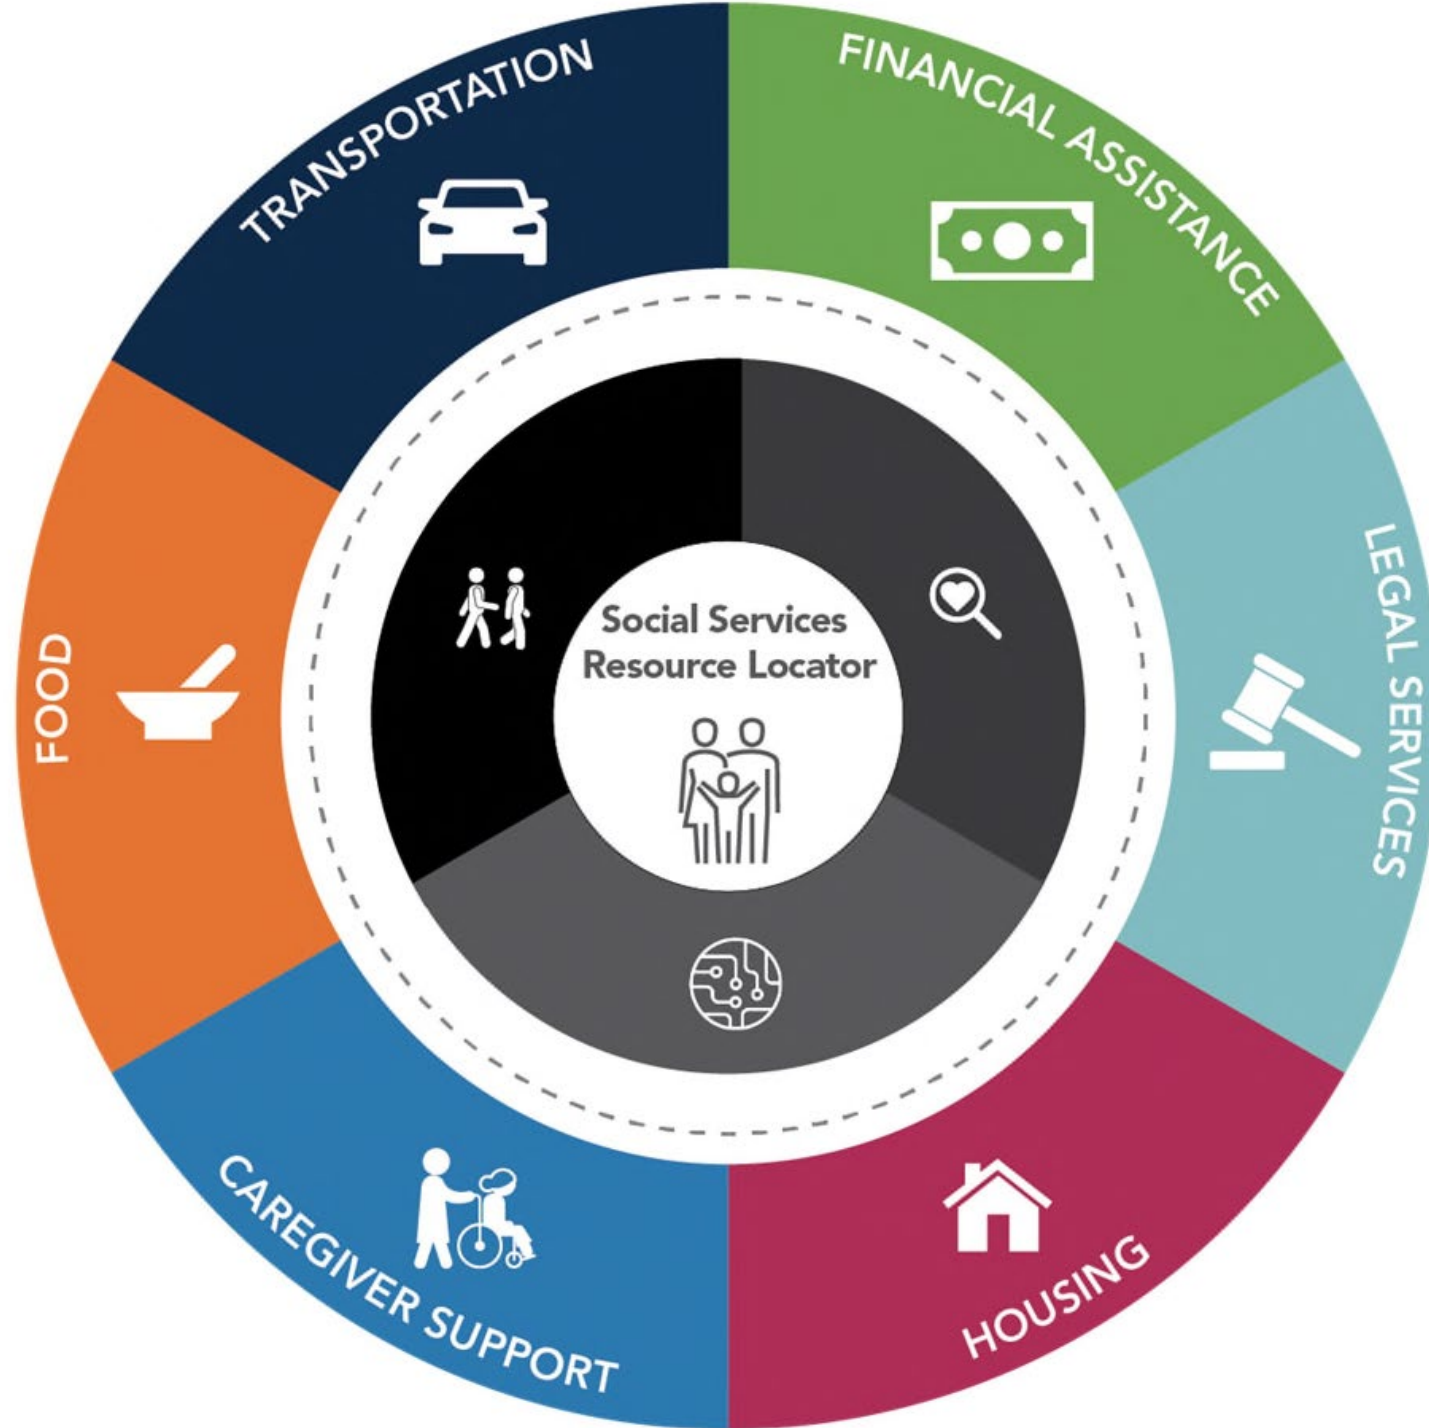 TRANSPORTATION
FINANCIAL ASSISTANCE
LEGAL SERVICES
HOUSING
CAREGIVER SUPPORT
FOOD
Social Services
Resource Locator